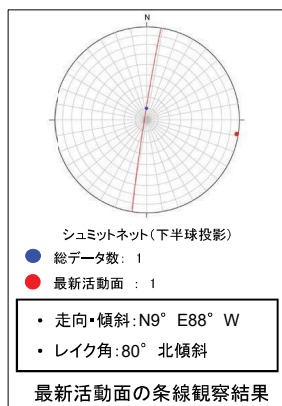 N
シュミットネット(下半球投影)
総データ数: 1
最新活動面 : 1
・ 走向・傾斜:N9° E88° W
・ レイク角:80° 北傾斜
最新活動面の条線観察結果